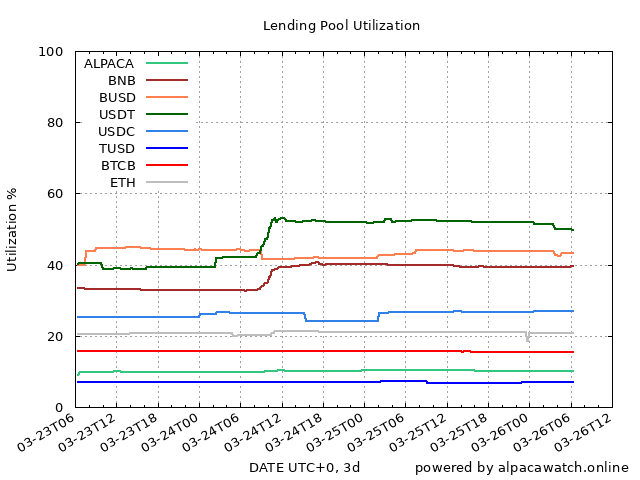 Lending Pool Utilization
Utilization %
100
80
60
40
20
0
ALPACA
BNB
BUSD
USDT
USDC
TUSD
BTCB
ETH
03-23T06
03-23T12
03-23T18
03-24T00
03-24T06
03-24T12
03-24T18
03-25T00
03-25T06
03-25T12
03-25T18
03-26T00
03-26T06
03-26T12
DATE UTC+0, 3d
powered by alpacawatch.online